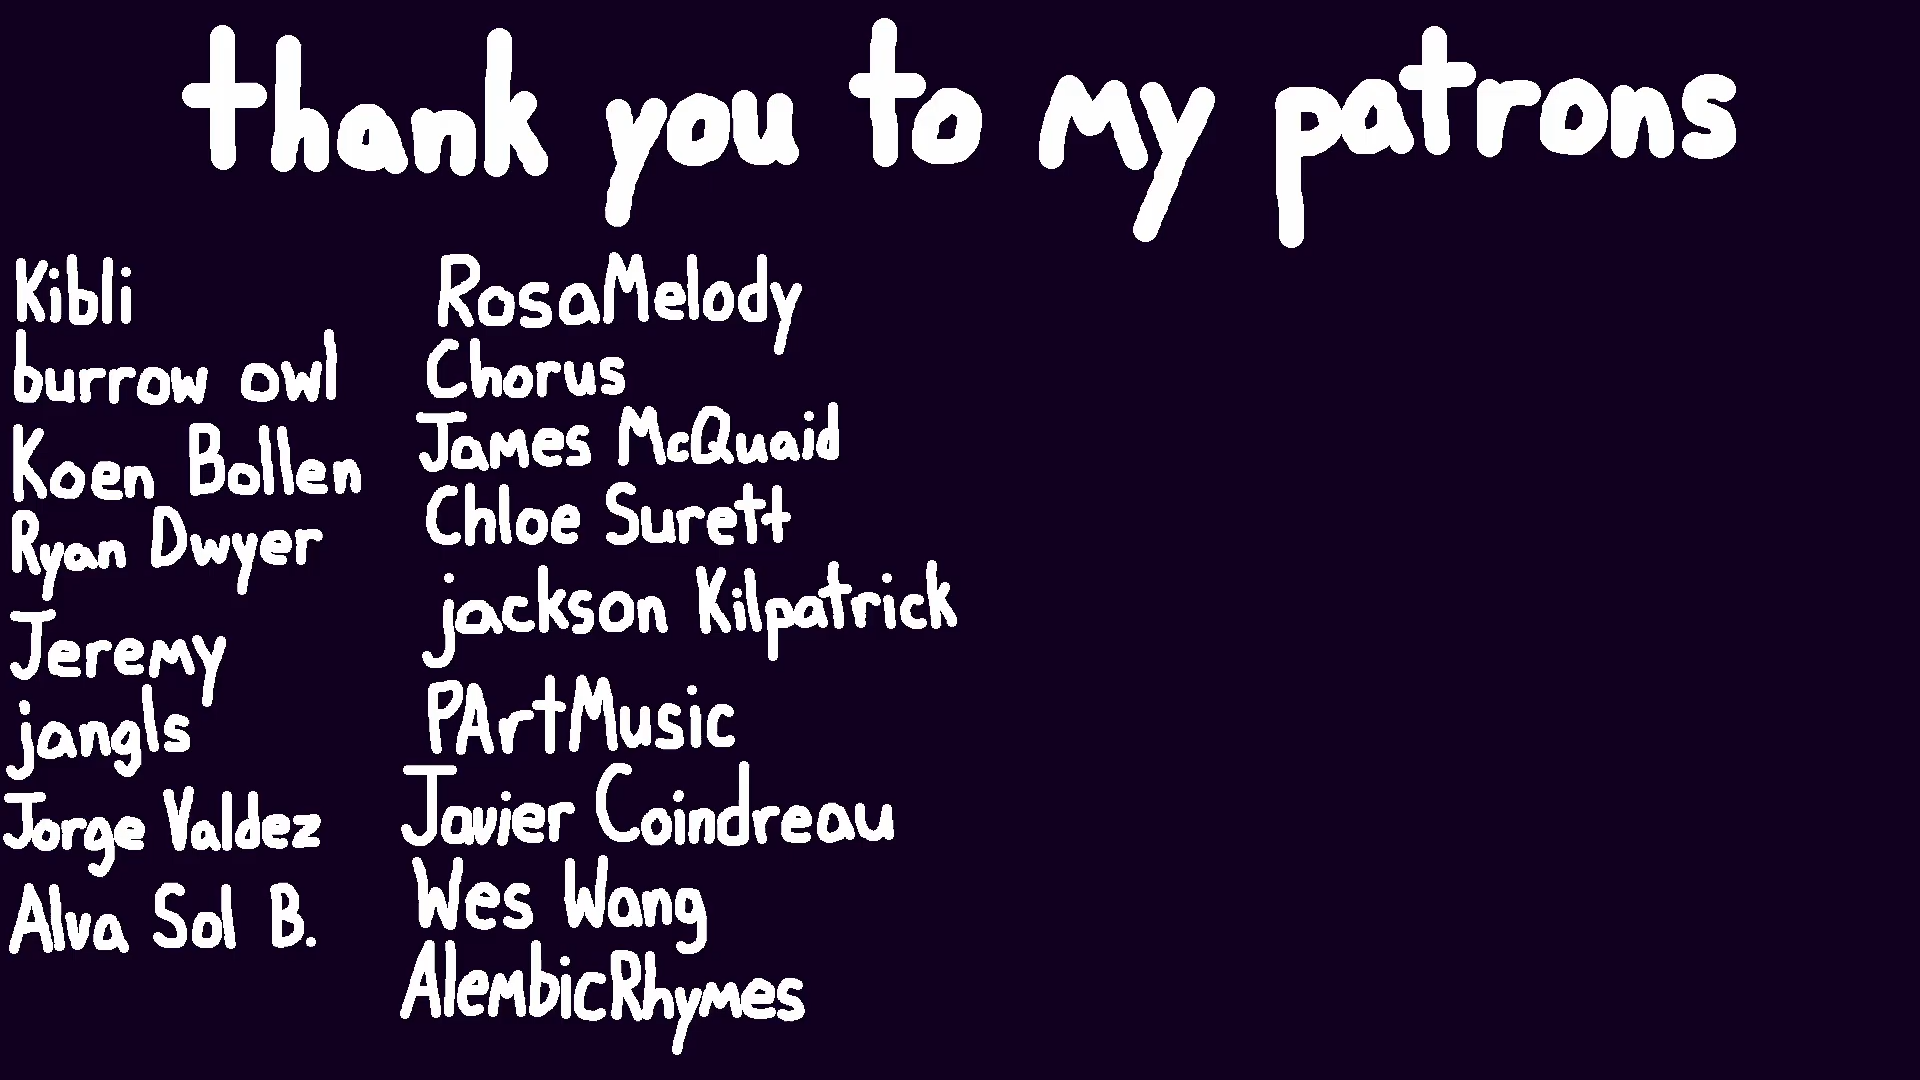 thank you to my patrons
Kibli
burrow owl
Koen Bollen
Ryan Dwyer
Jeremy
jangls
Jorge Valdez
Alva Sol B.
RosaMelody
Chorus
James McQuaid
Chloe Surett
jackson Kilpatrick
PArtMusic
Javier Coindreau
Wes Wang
AlembicRhymes